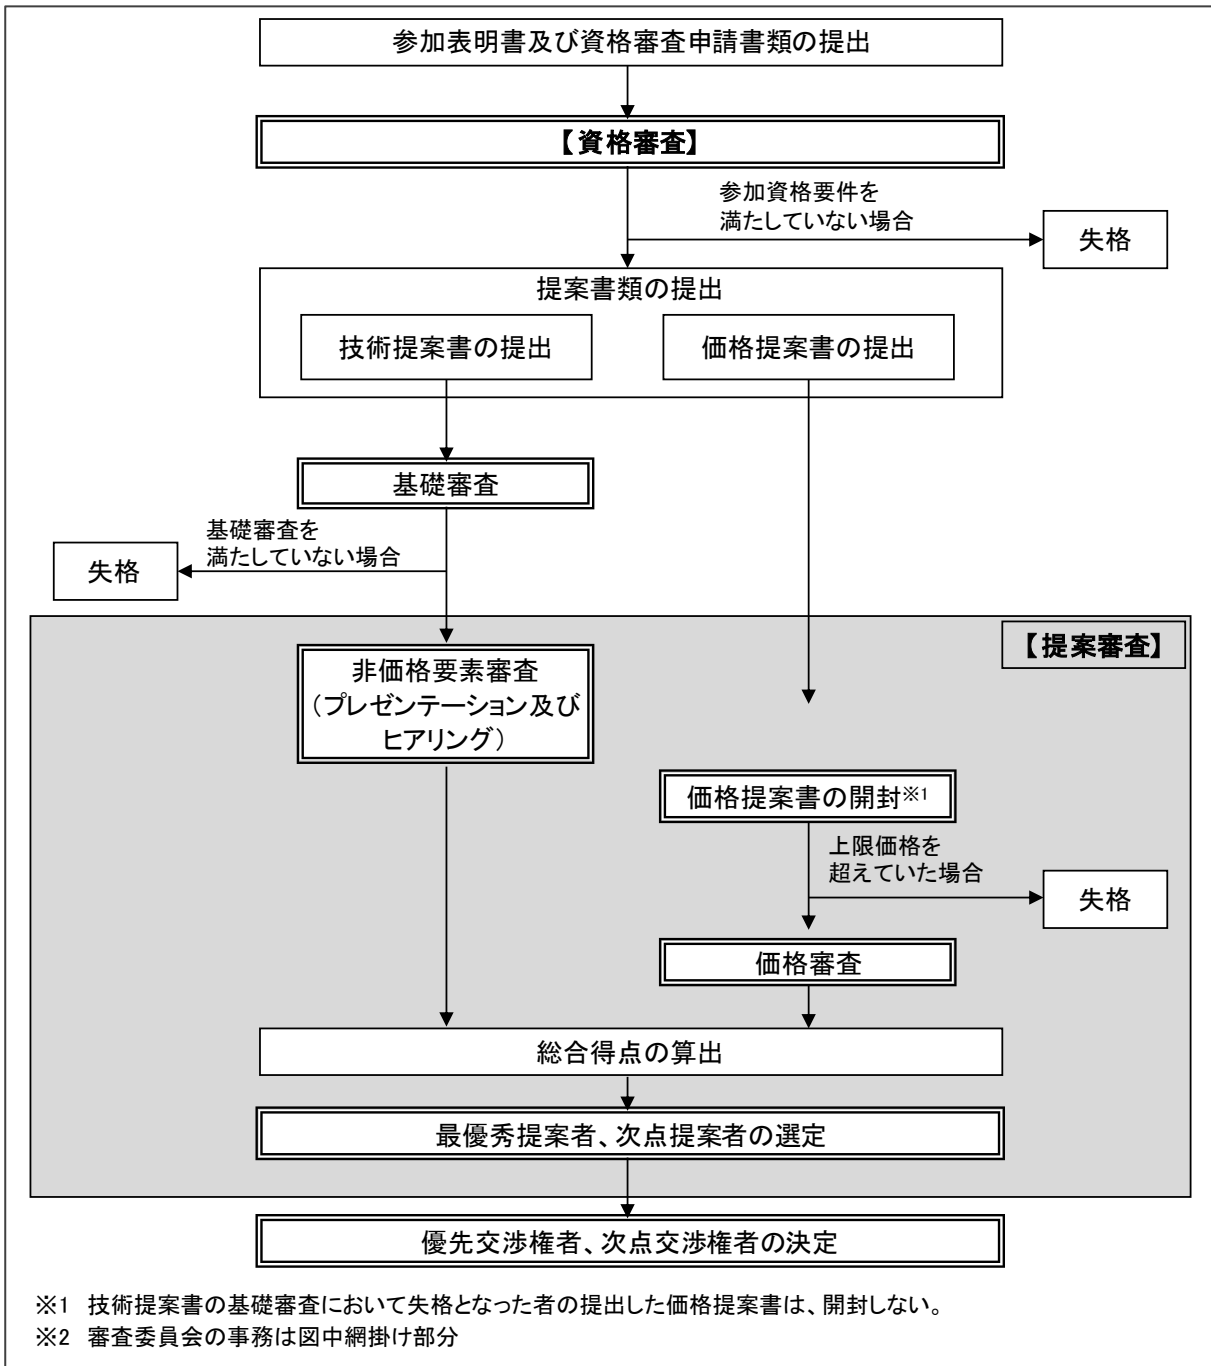 参加表明書及び資格審査申請書類の提出
【資格審査】
参加資格要件を
満たしていない場合
失格
提案書類の提出
技術提案書の提出
価格提案書の提出
基礎審査
基礎審査を
満たしていない場合
失格
【提案審査】
非価格要素審査
（プレゼンテーション及び
ヒアリング）
価格提案書の開封※1
上限価格を
超えていた場合
失格
価格審査
総合得点の算出
最優秀提案者、次点提案者の選定
優先交渉権者、次点交渉権者の決定
※1 技術提案書の基礎審査において失格となった者の提出した価格提案書は、開封しない。
※2 審査委員会の事務は図中網掛け部分